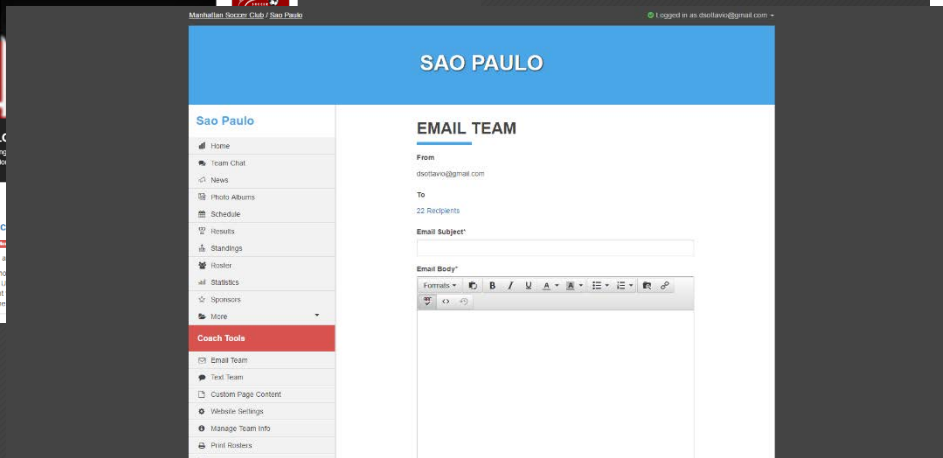 Manhattan Soccer Club / Sao Paulo
Logged in as dsottavio@gmail.com
SAO PAULO
Sao Paulo
Home
Team Chat
News
Photo Albums
Schedule
Results
Standings
Roster
Statistics
Sponsors
More
Coach Tools
Email Team
Text Team
Custom Page Content
Website Settings
Manage Team Info
Print Rosters
EMAIL TEAM
From
dsottavio@gmail.com
To
22 Recipients
Email Subject*
Email Body*
Formats
B I U A A